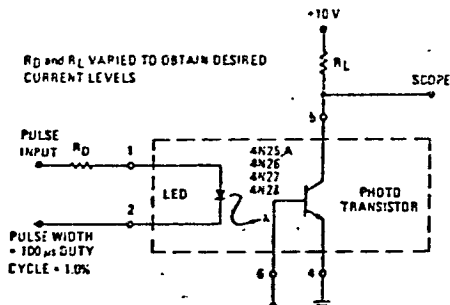 +10 V
RD and RL VARIED TO OBTAIN DESIRED
CURRENT LEVELS
RL
SCOPE
5
PULSE
INPUT
RD
1
4N25,A
4N26
4N27
4N28
LED
λ
PHOTO
TRANSISTOR
2
PULSE WIDTH
= 100 μs DUTY
CYCLE = 1.0%
6
4